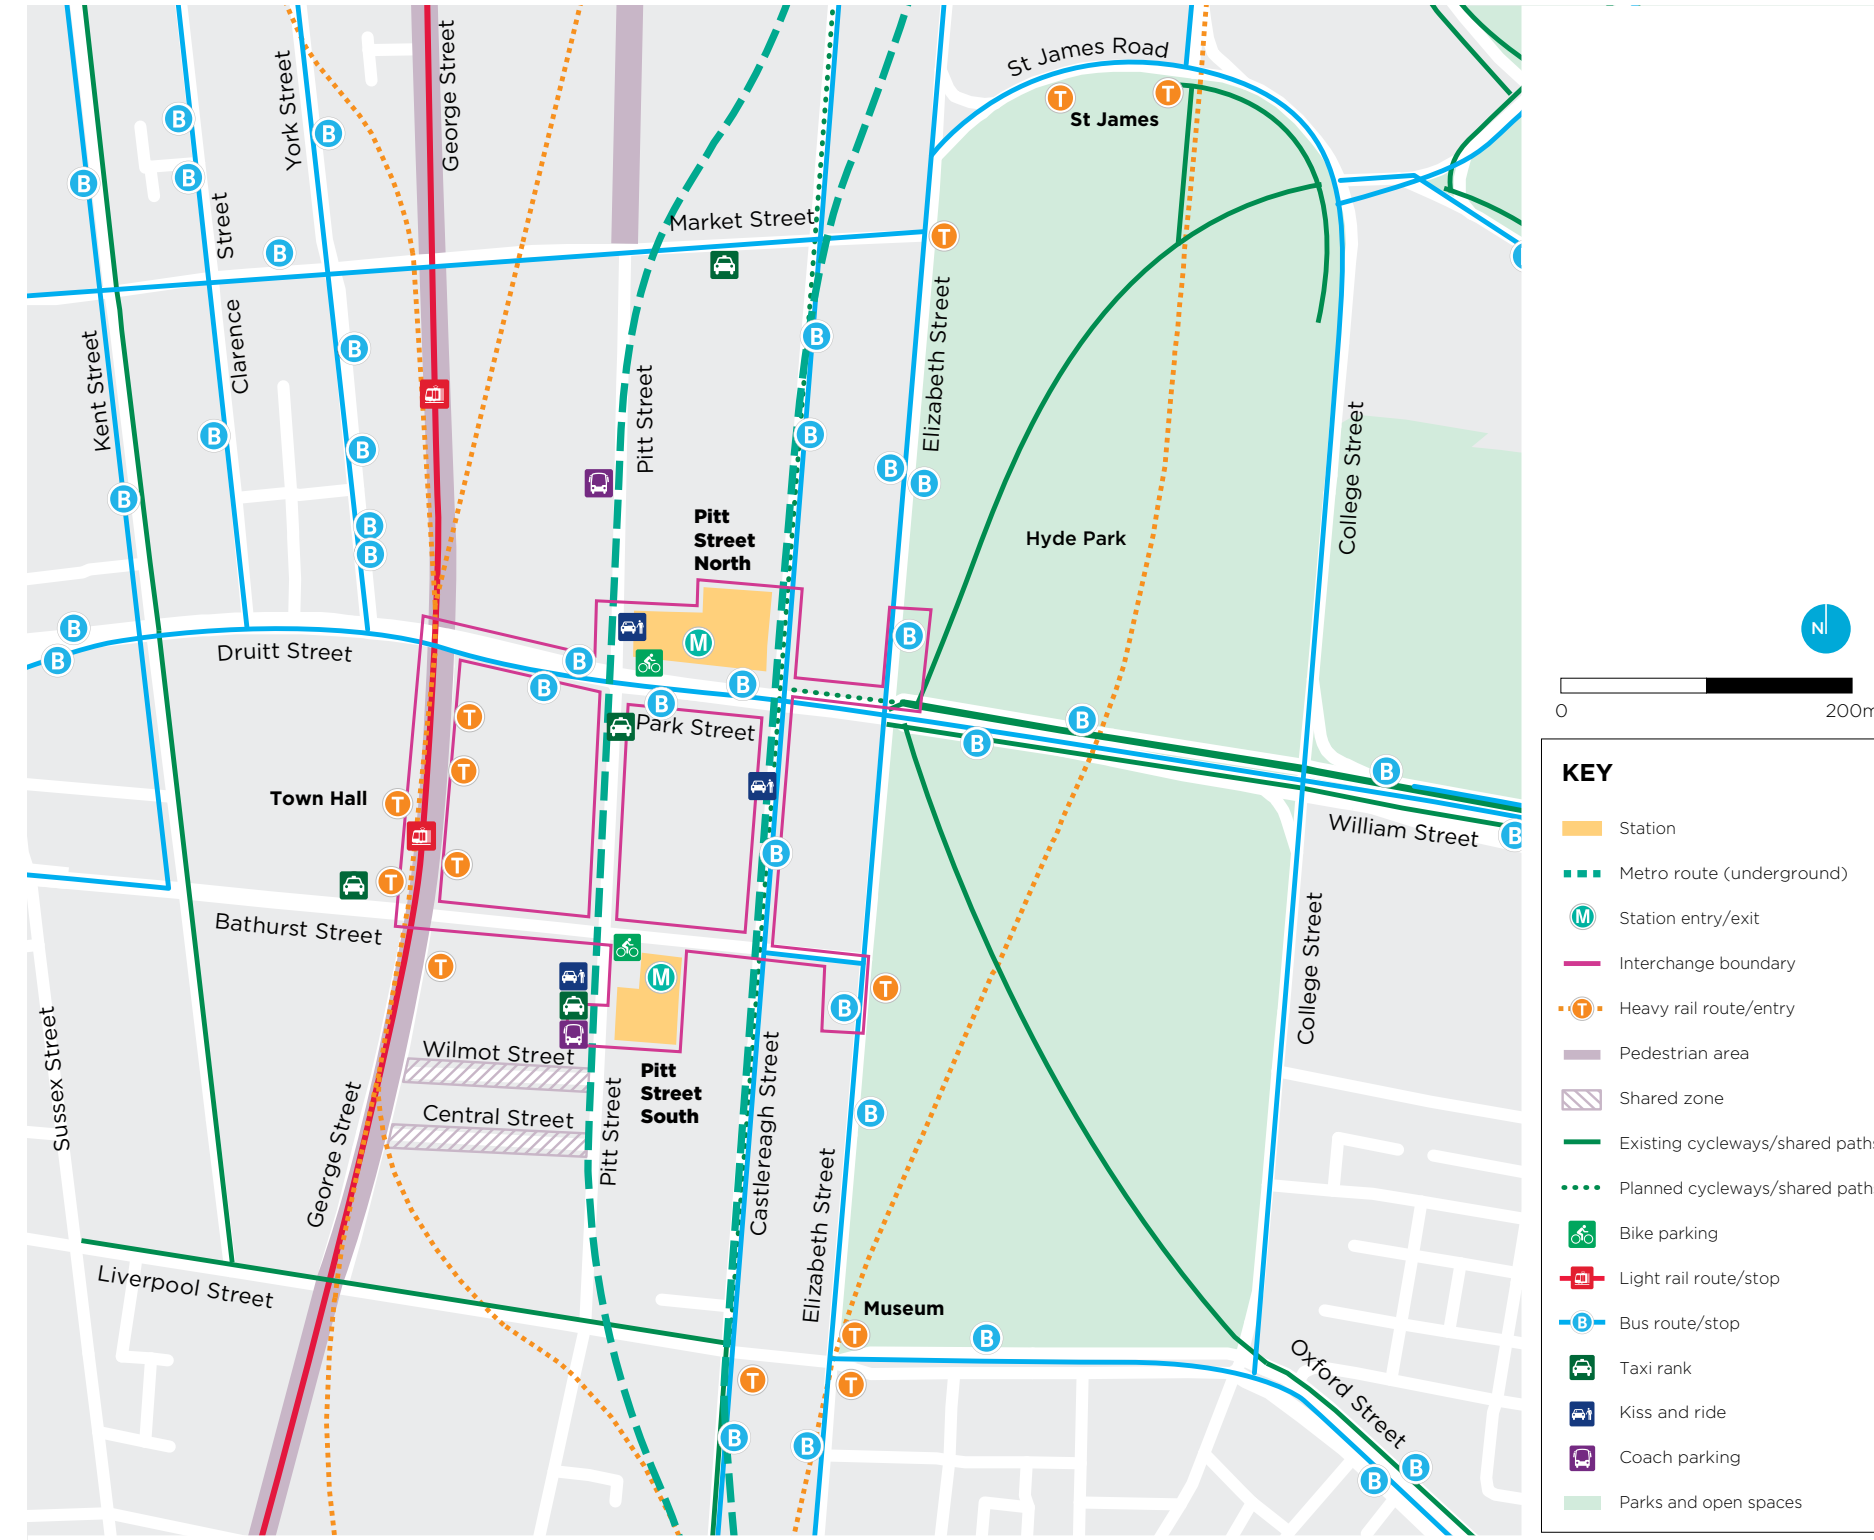 St James Road
York Street
George Street
T
T
St James
B
B
B
B
Street
Market Street
B
T
Clarence
Kent Street
Elizabeth Street
B
B
Pitt Street
B
B
B
B
B
B
B
College Street
Pitt
Street
North
B
B
Hyde Park
B
B
Druitt Street
M
B
N
B
B
B
B
B
T
Park Street
B
B
0
200m
T
B
Town Hall
T
William Street
B
B
T
T
Bathurst Street
T
M
T
B
College Street
Sussex Street
Wilmot Street
Pitt
Street
South
Central Street
Pitt Street
Castlereagh Street
B
George Street
Elizabeth Street
Liverpool Street
Museum
T
B
T
T
Oxford Street
B
B
B
B
KEY
Station
Metro route (underground)
M Station entry/exit
Interchange boundary
T Heavy rail route/entry
Pedestrian area
Shared zone
Existing cycleways/shared paths
Planned cycleways/shared path
Bike parking
Light rail route/stop
B Bus route/stop
Taxi rank
Kiss and ride
Coach parking
Parks and open spaces